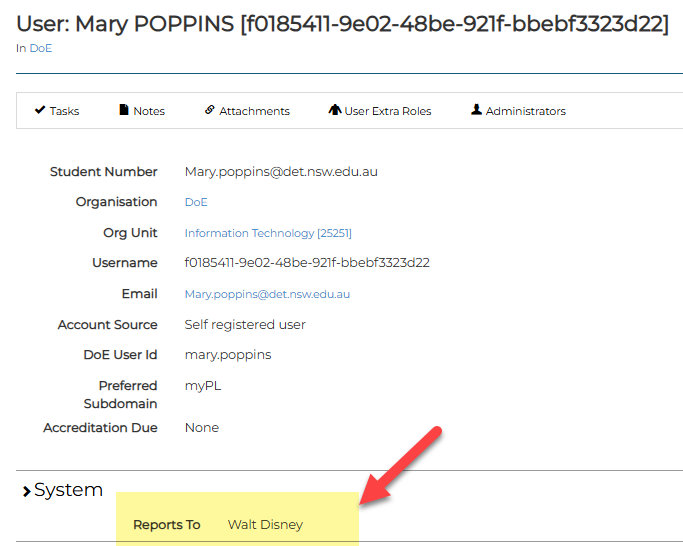 User: Mary POPPINS [f0185411-9e02-48be-921f-bbebf3323d22]
In DoE
Tasks Notes Attachments User Extra Roles Administrators
Student Number Mary.poppins@det.nsw.edu.au
Organisation DoE
Org Unit Information Technology [25251]
Username f0185411-9e02-48be-921f-bbebf3323d22
Email Mary.poppins@det.nsw.edu.au
Account Source Self registered user
DoE User Id mary.poppins
Preferred myPL
Subdomain
Accreditation Due None
System
Reports To Walt Disney